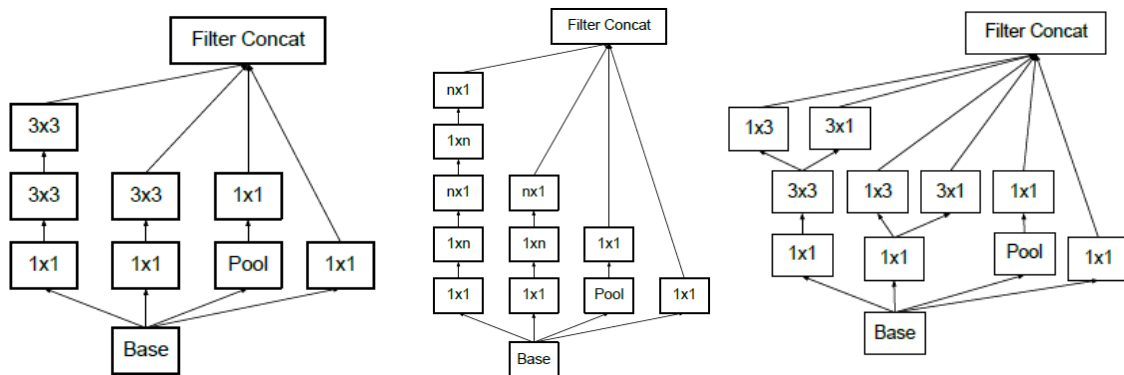 Filter Concat
3x3
3x3 3x3 1x1
1x1 1x1 Pool 1x1
Base
Filter Concat
nx1
1xn
nx1 nx1
1xn 1xn 1x1
1x1 1x1 Pool 1x1
Base
Filter Concat
1x3 3x1
3x3 1x3 3x1 1x1
1x1 1x1 Pool 1x1
Base